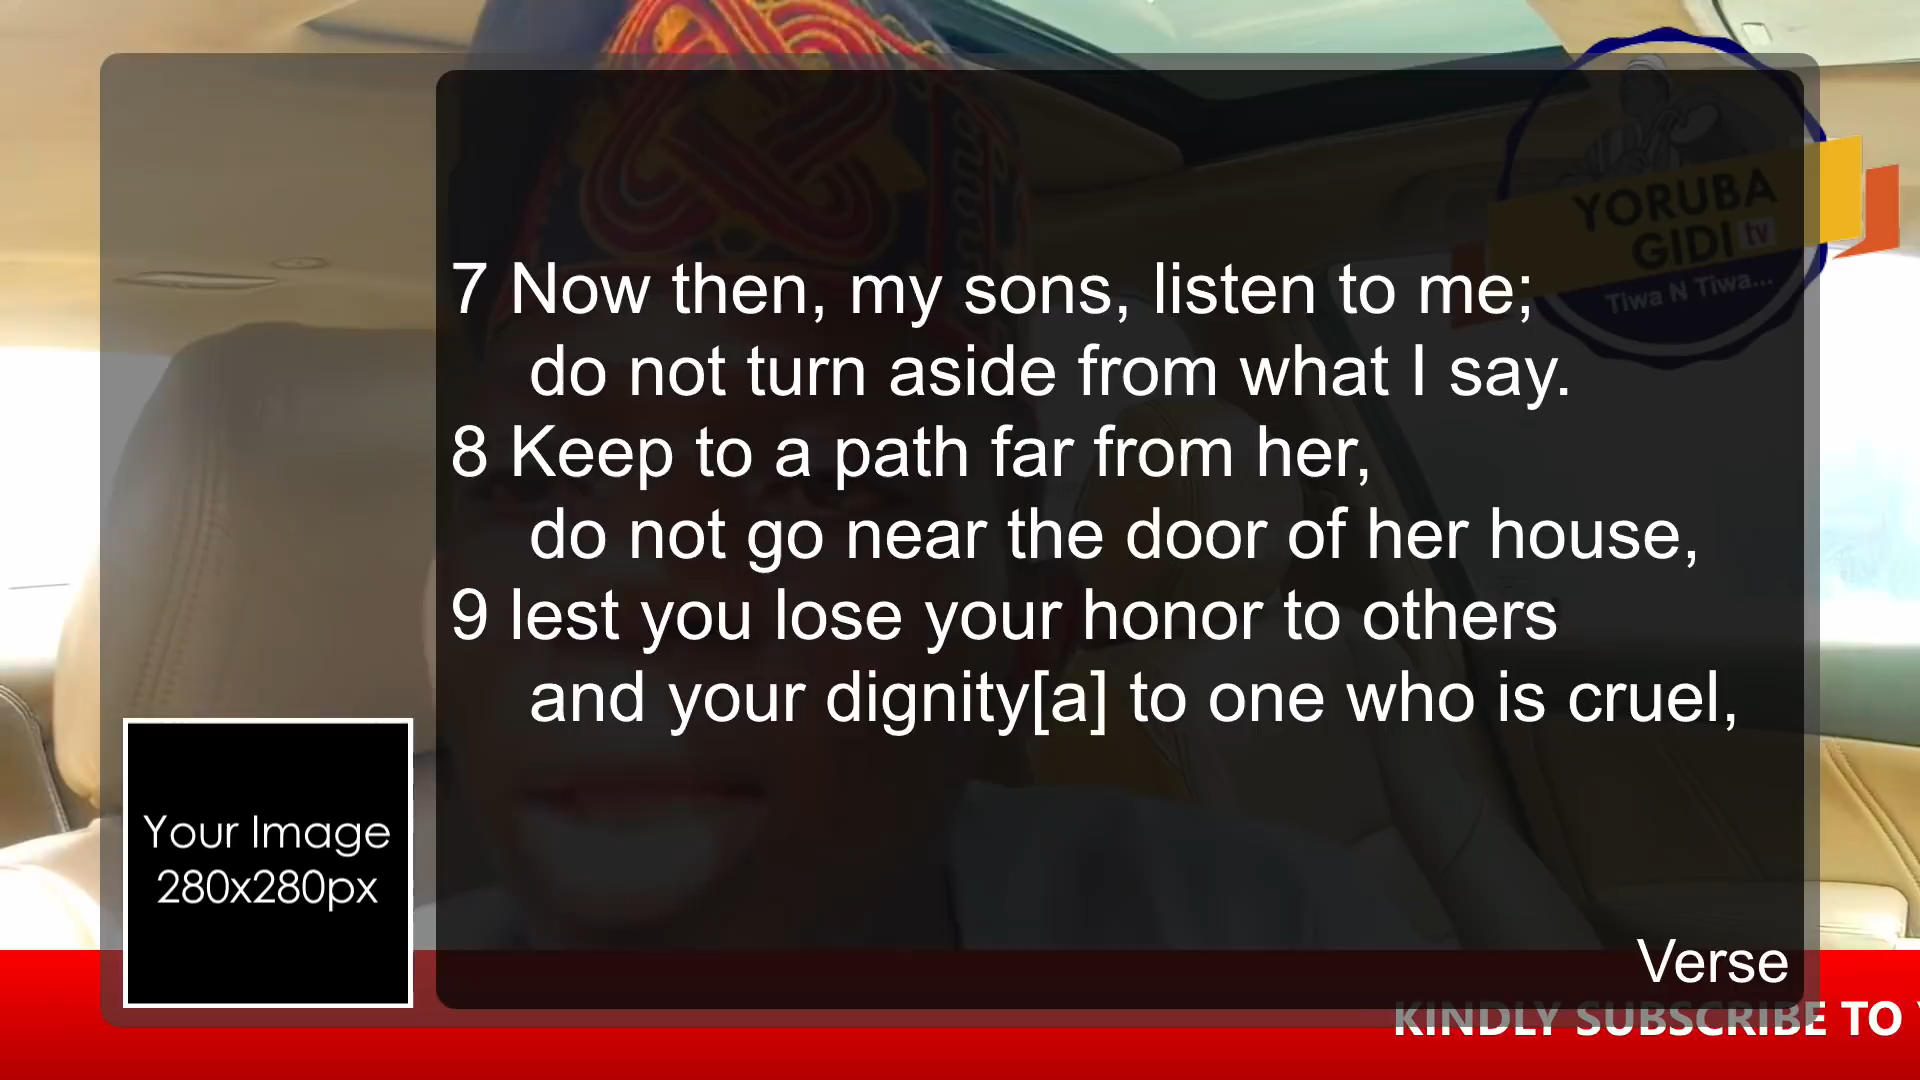 YORUBA
GIDI tv
Tiwa N Tiwa...
7 Now then, my sons, listen to me;
do not turn aside from what I say.
8 Keep to a path far from her,
do not go near the door of her house,
9 lest you lose your honor to others
and your dignity[a] to one who is cruel,
Your Image
280x280px
Verse
KINDLY SUBSCRIBE TO